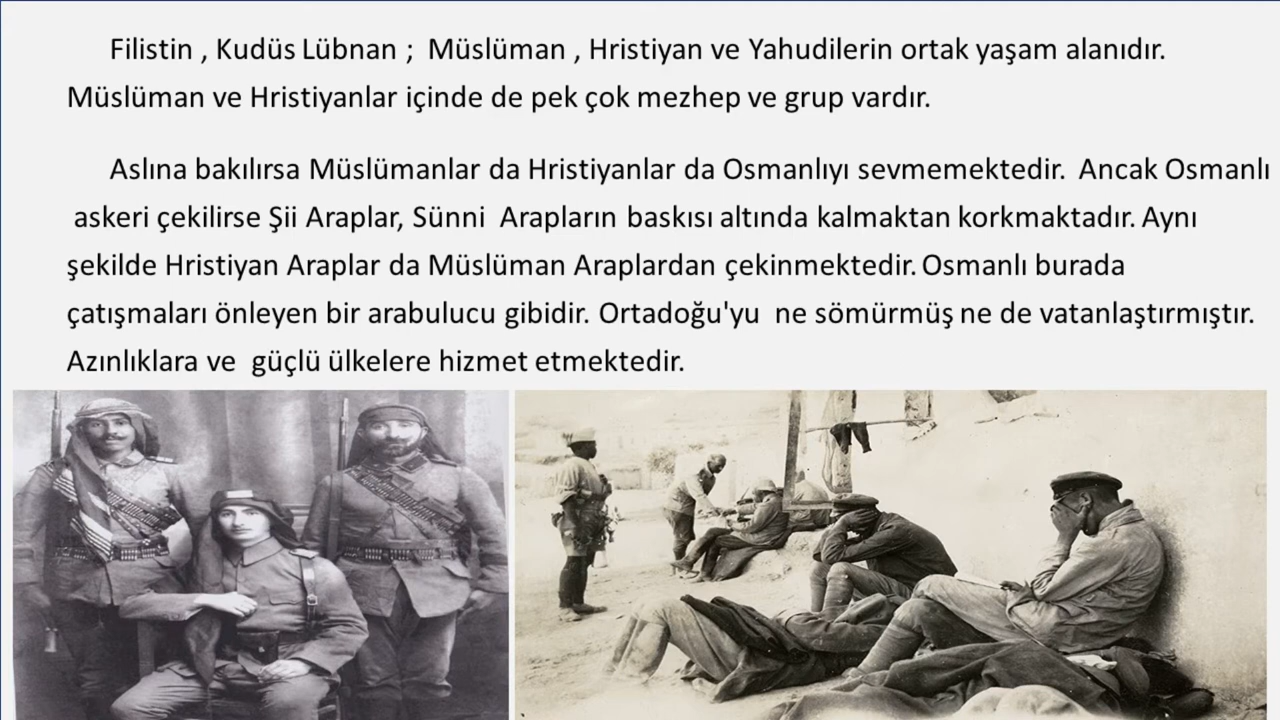 Filistin , Kudüs Lübnan ; Müslüman , Hristiyan ve Yahudilerin ortak yaşam alanıdır.
Müslüman ve Hristiyanlar içinde de pek çok mezhep ve grup vardır.
Aslına bakılırsa Müslümanlar da Hristiyanlar da Osmanlıyı sevmemektedir. Ancak Osmanlı
askeri çekilirse Şii Araplar, Sünni Arapların baskısı altında kalmaktan korkmaktadır. Aynı
şekilde Hristiyan Araplar da Müslüman Araplardan çekinmektedir. Osmanlı burada
çatışmaları önleyen bir arabulucu gibidir. Ortadoğu'yu ne sömürmüş ne de vatanlaştırmıştır.
Azınlıklara ve güçlü ülkelere hizmet etmektedir.